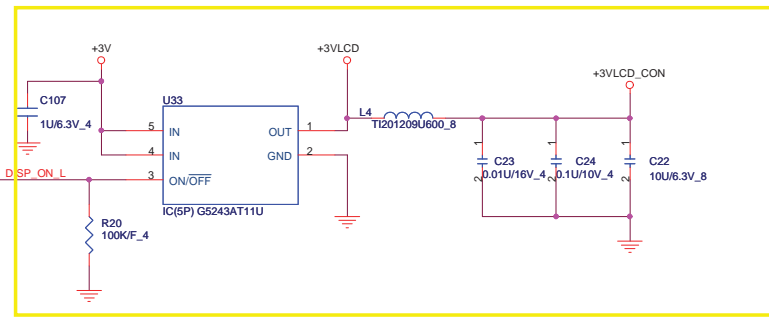 +3V
+3VLCD
+3VLCD_CON
C107
1U/6.3V_4
U33
5 IN
4 IN
3 ON/OFF
OUT 1
GND 2
IC(5P) G5243AT11U
DISP_ON_L
R20
100K/F_4
L4
TI201209U600_8
1
2
C23
0.01U/16V_4
1
2
C24
0.1U/10V_4
1
2
C22
10U/6.3V_8